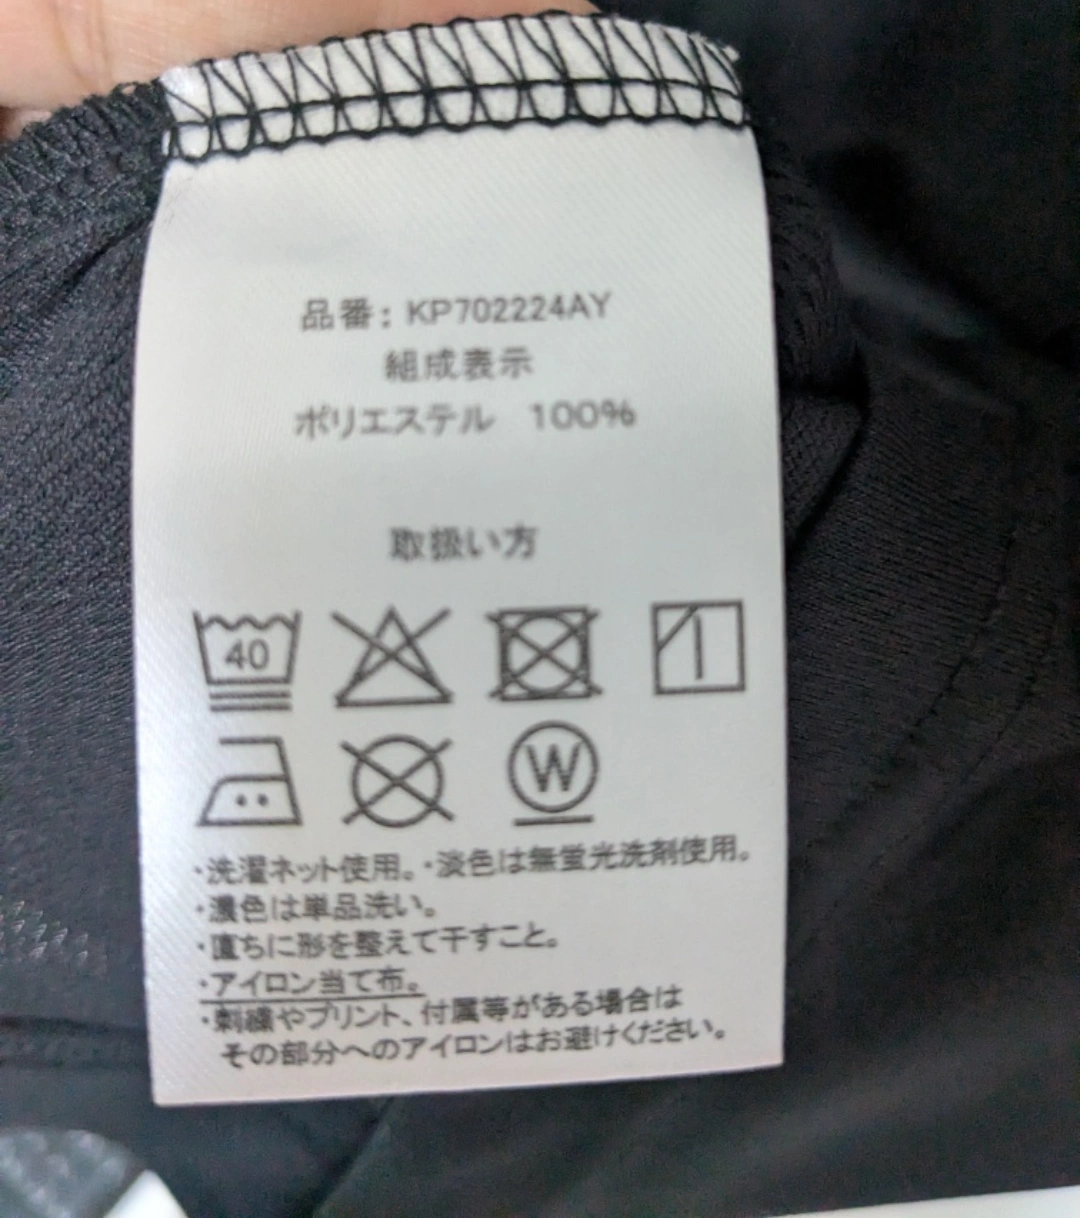 品番: KP702224AY
組成表示
ポリエステル 100%
取扱い方
40
W
・洗濯ネット使用。・淡色は無蛍光洗剤使用。
・濃色は単品洗い。
・直ちに形を整えて干すこと。
・アイロン当て布。
・刺繍やプリント、付属等がある場合は
その部分へのアイロンはお避けください。